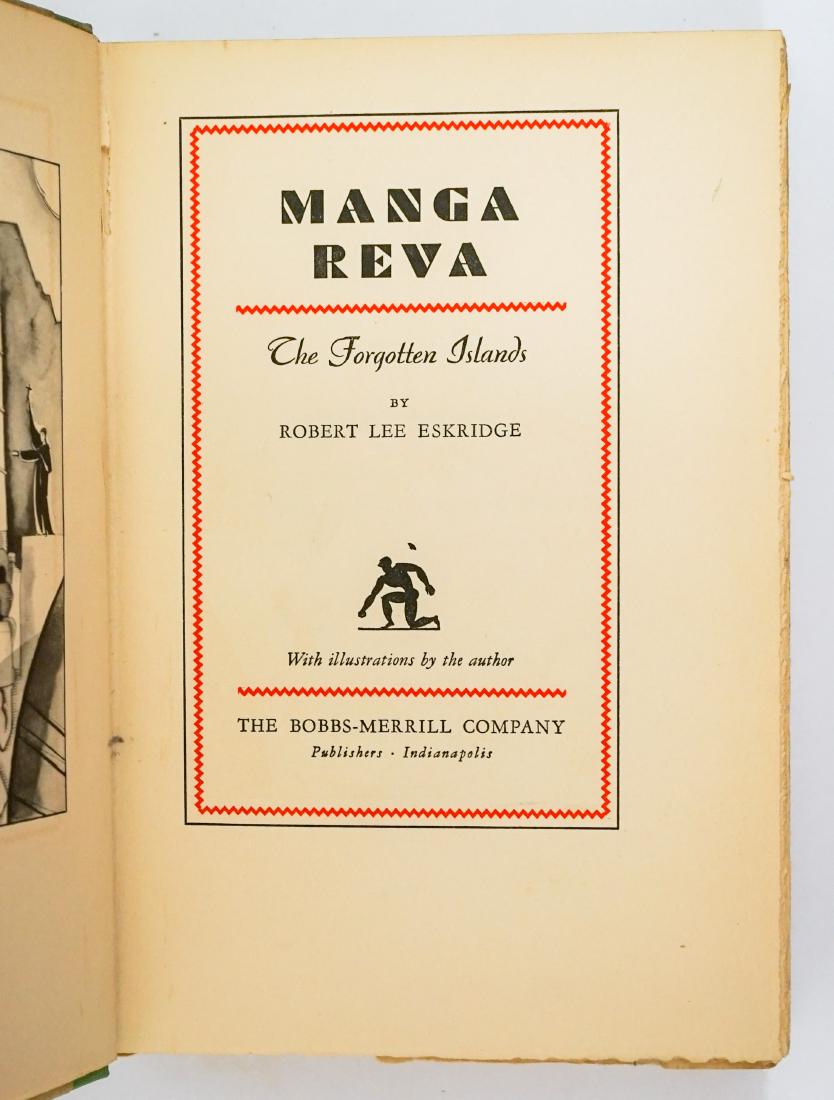 MANGA
REVA
The Forgotten Islands
BY
ROBERT LEE ESKRIDGE
With illustrations by the author
THE BOBBS-MERRILL COMPANY
Publishers · Indianapolis